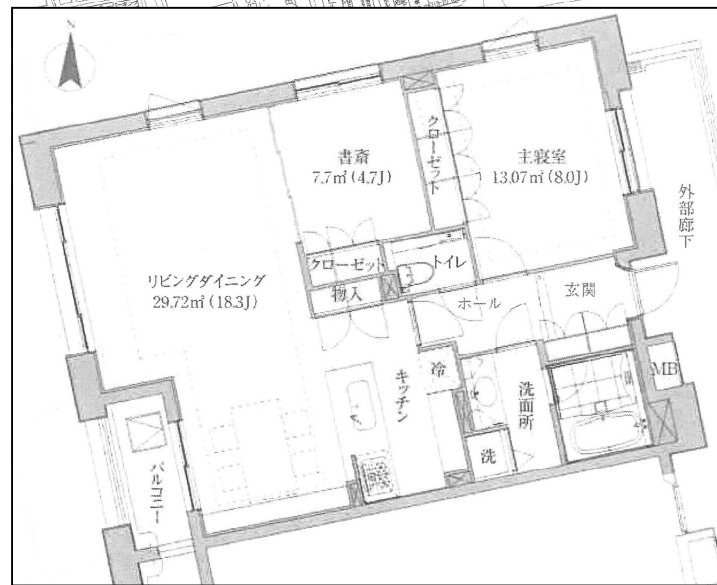 N
書斎
7.7㎡(4.7J)
クローゼット
主寝室
13.07㎡(8.0J)
外部廊下
リビングダイニング
29.72㎡(18.3J)
クローゼット
トイレ
物入
ホール
玄関
キッチン
冷
洗面所
MB
洗
バルコニー